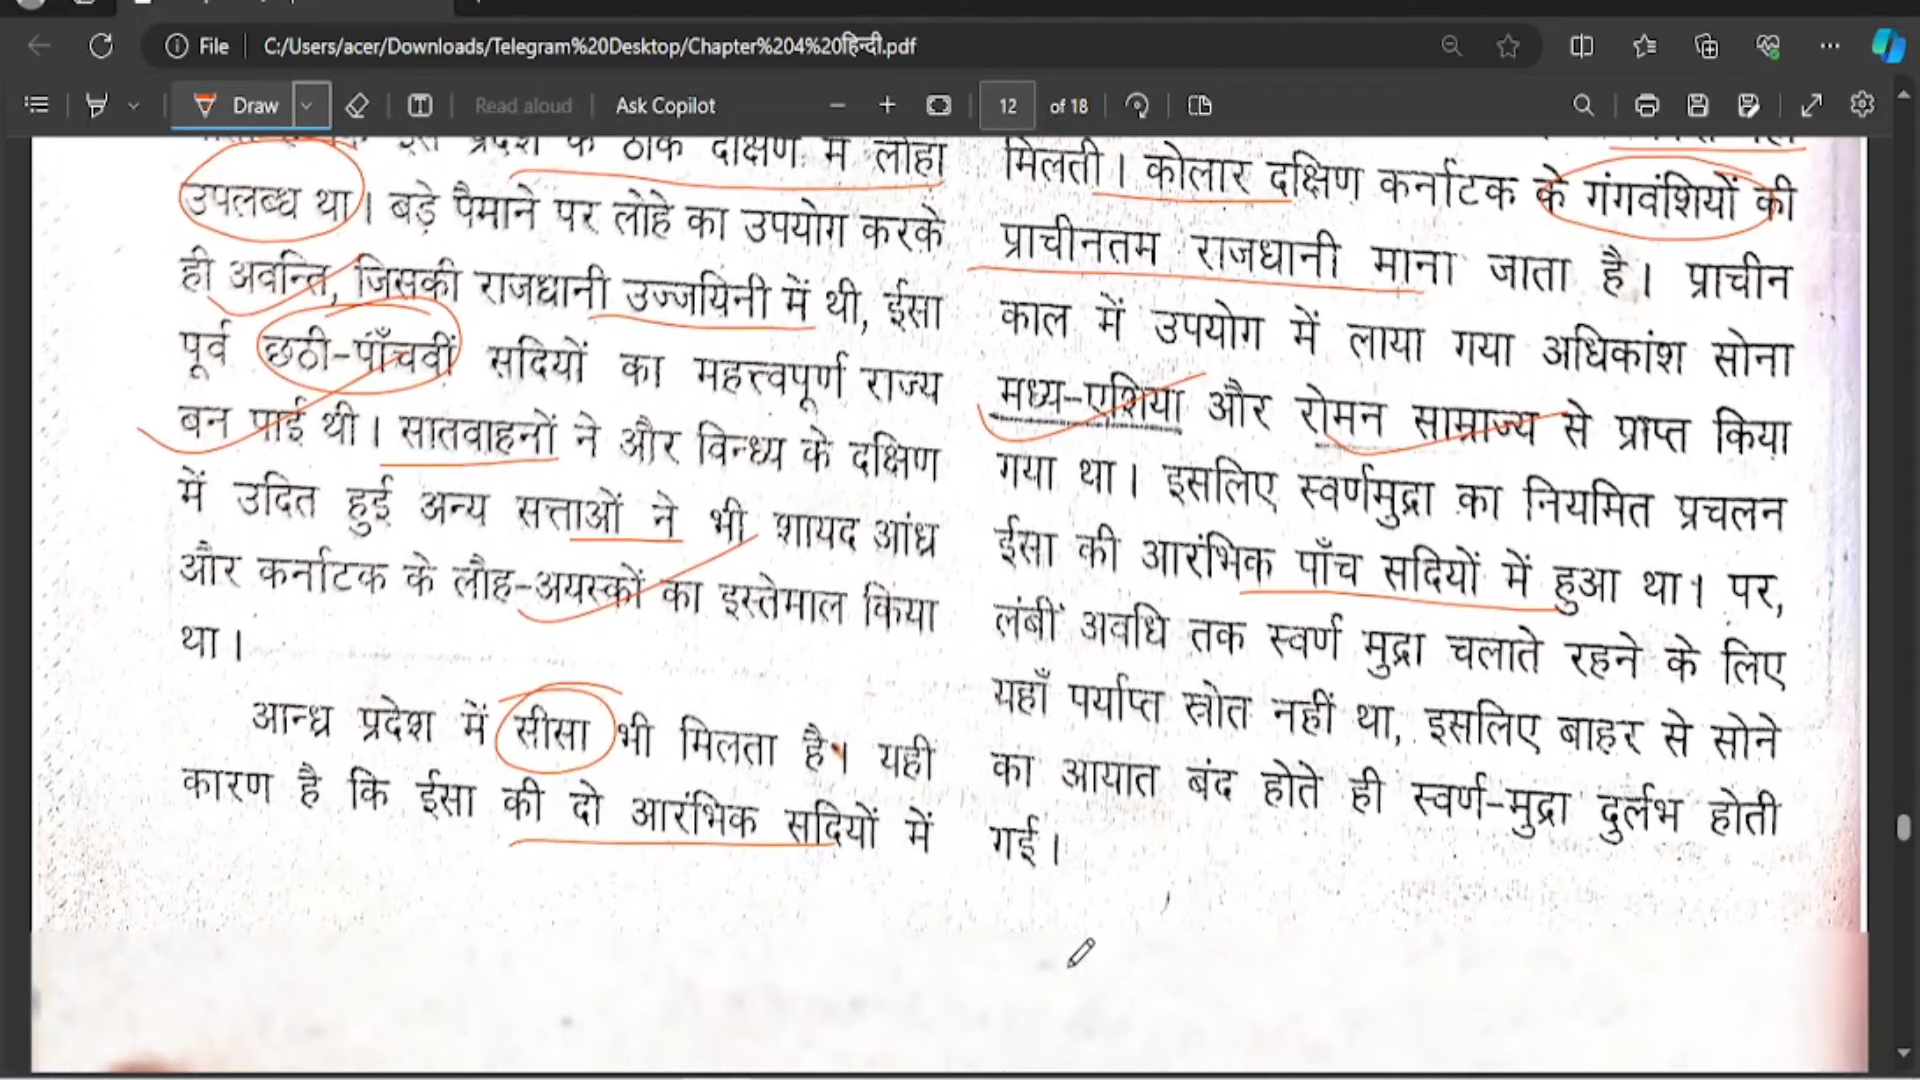 File
C:/Users/acer/Downloads/Telegram%20Desktop/Chapter%204%20हिन्दी.pdf
Draw
Read aloud
Ask Copilot
12 of 18
प्रदेश के ठीक दक्षिण में लोहा
उपलब्ध था। बड़े पैमाने पर लोहे का उपयोग करके
ही अवन्ति, जिसकी राजधानी उज्जयिनी में थी, ईसा
पूर्व छठी-पाँचवीं सदियों का महत्त्वपूर्ण राज्य
बन पाई थी। सातवाहनों ने और विन्ध्य के दक्षिण
में उदित हुई अन्य सत्ताओं ने भी शायद आंध्र
और कर्नाटक के लौह-अयस्कों का इस्तेमाल किया
था।
आन्ध्र प्रदेश में सीसा भी मिलता है। यही
कारण है कि ईसा की दो आरंभिक सदियों में
मिलती। कोलार दक्षिण कर्नाटक के गंगवंशियों की
प्राचीनतम राजधानी माना जाता है। प्राचीन
काल में उपयोग में लाया गया अधिकांश सोना
मध्य-एशिया और रोमन साम्राज्य से प्राप्त किया
गया था। इसलिए स्वर्णमुद्रा का नियमित प्रचलन
ईसा की आरंभिक पाँच सदियों में हुआ था। पर,
लंबीं अवधि तक स्वर्ण मुद्रा चलाते रहने के लिए
यहाँ पर्याप्त स्रोत नहीं था, इसलिए बाहर से सोने
का आयात बंद होते ही स्वर्ण-मुद्रा दुर्लभ होती
गई।